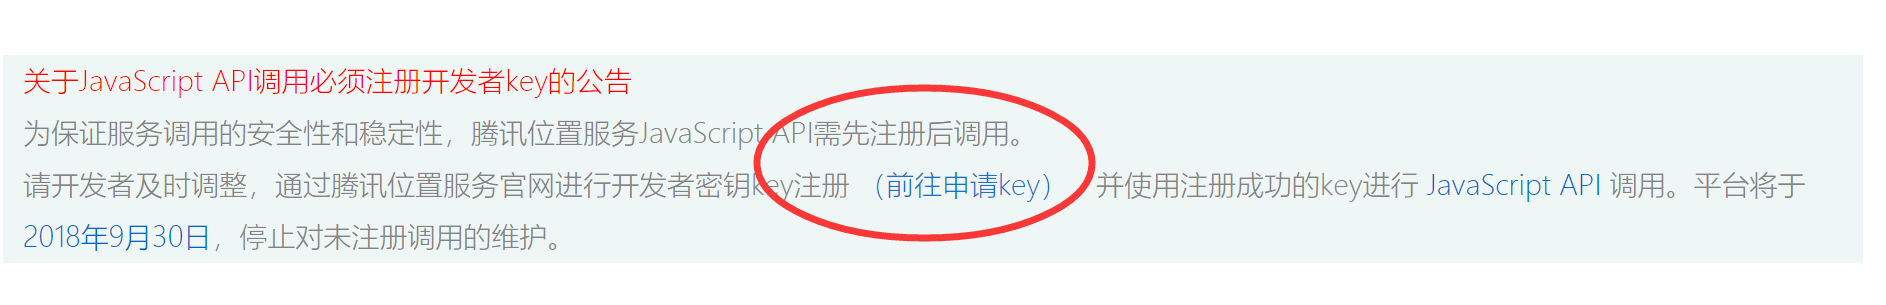 关于JavaScript API调用必须注册开发者key的公告
为保证服务调用的安全性和稳定性，腾讯位置服务JavaScript API需先注册后调用。
请开发者及时调整，通过腾讯位置服务官网进行开发者密钥key注册 （前往申请key） 并使用注册成功的key进行 JavaScript API 调用。平台将于
2018年9月30日，停止对未注册调用的维护。